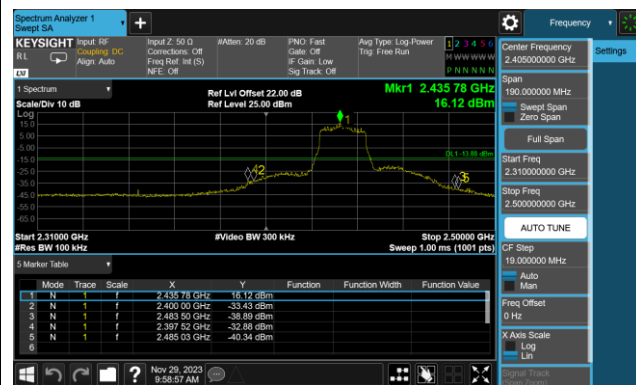 Spectrum Analyzer 1
Swept SA
Frequency
KEYSIGHT
RL
LXI
Input: RF
Coupling: DC
Align: Auto
Input Z: 50 Ω
Corrections: Off
Freq Ref: Int (S)
NFE: Off
#Atten: 20 dB
PNO: Fast
Gate: Off
IF Gain: Low
Sig Track: Off
Avg Type: Log-Power
Trig: Free Run
1 2 3 4 5 6
M W W W W W
P N N N N N
Center Frequency
2.405000000 GHz
Settings
1 Spectrum
Scale/Div 10 dB
Log
Ref Lvl Offset 22.00 dB
Ref Level 25.00 dBm
Mkr1 2.435 78 GHz
16.12 dBm
15.0
5.00
-5.00
-15.0
-25.0
-35.0
-45.0
-55.0
-65.0
1
DL1 -13.88 dBm
Start 2.31000 GHz
#Res BW 100 kHz
#Video BW 300 kHz
Stop 2.50000 GHz
Sweep 1.00 ms (1001 pts)
Span
190.000000 MHz
Swept Span
Zero Span
Full Span
Start Freq
2.310000000 GHz
Stop Freq
2.500000000 GHz
AUTO TUNE
CF Step
19.000000 MHz
Auto
Man
Freq Offset
0 Hz
X Axis Scale
Log
Lin
Signal Track
(Span Zoom)
5 Marker Table
Mode Trace Scale X Y Function Function Width Function Value
1 N 1 f 2.435 78 GHz 16.12 dBm
2 N 1 f 2.400 00 GHz -33.43 dBm
3 N 1 f 2.483 50 GHz -38.89 dBm
4 N 1 f 2.397 52 GHz -32.88 dBm
5 N 1 f 2.485 03 GHz -40.34 dBm
6
?
Nov 29, 2023
9:58:57 AM